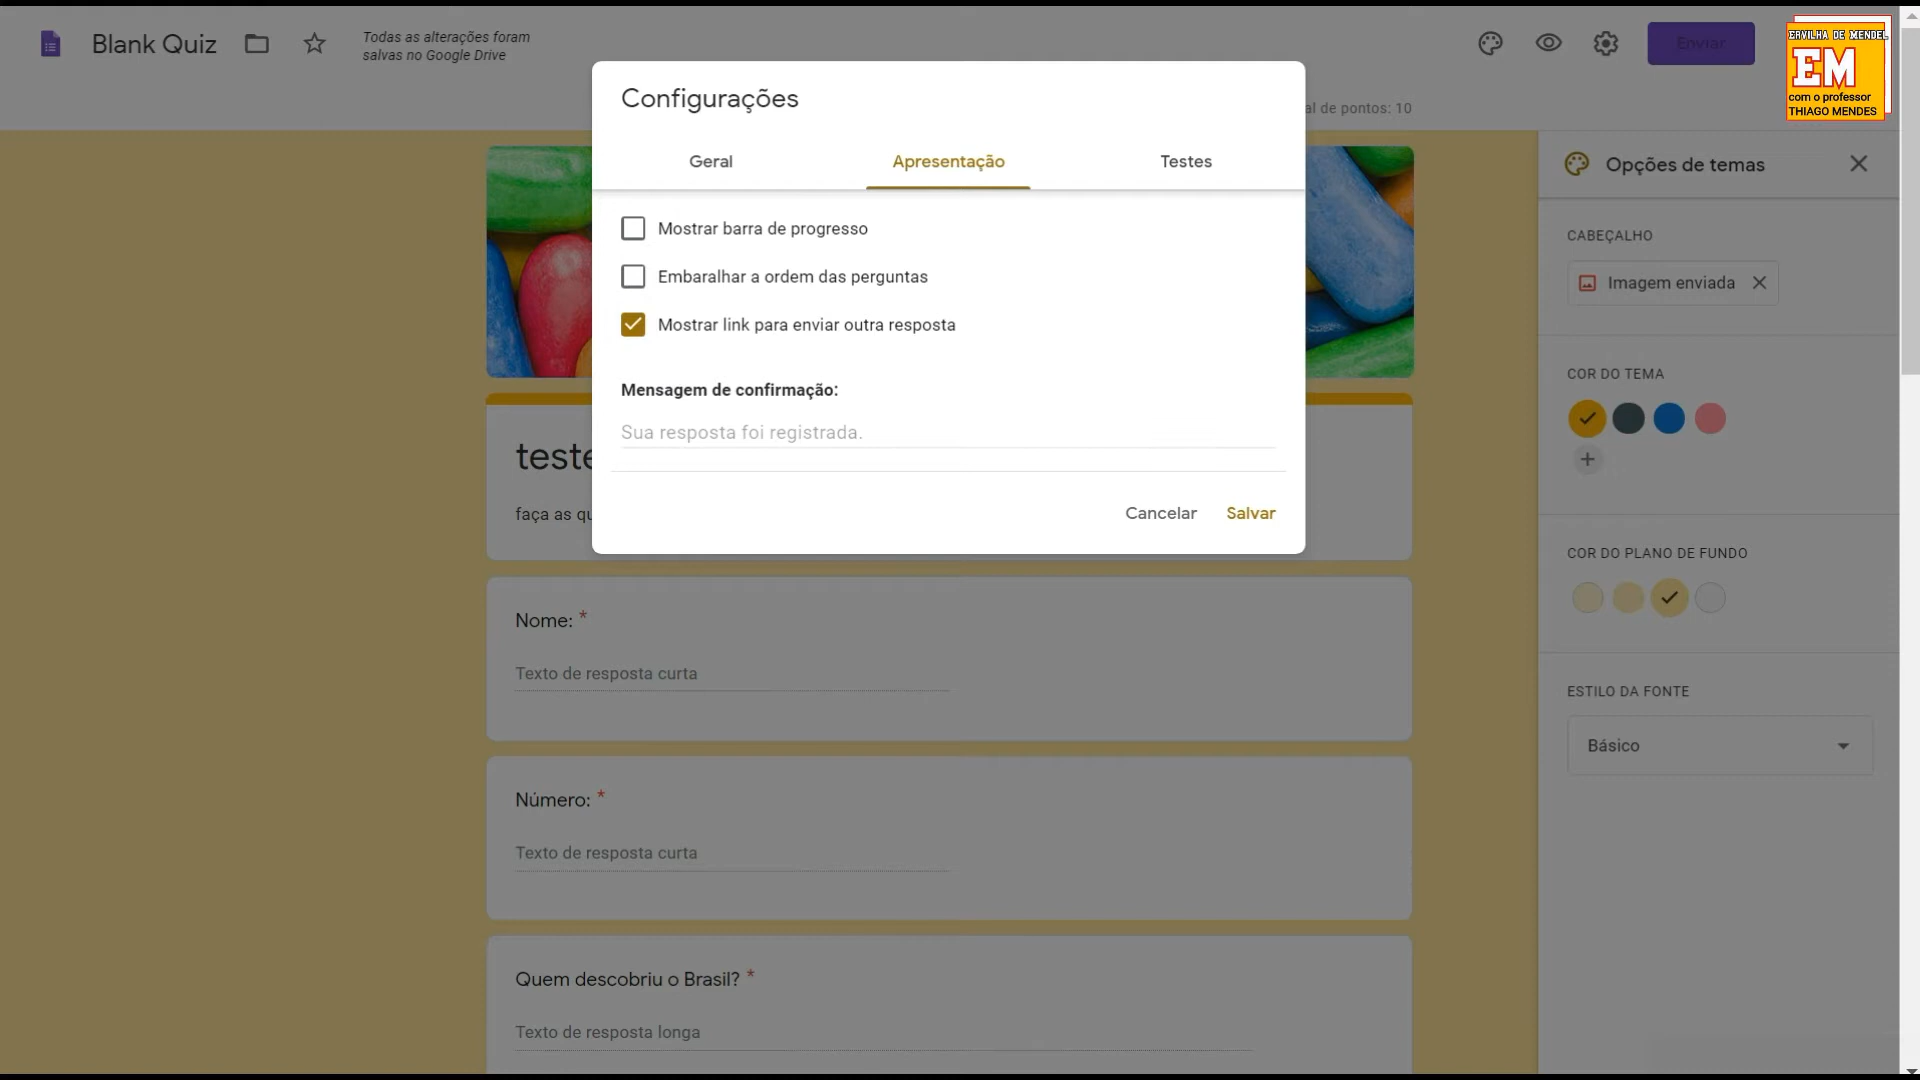 Blank Quiz
Todas as alterações foram
salvas no Google Drive
Enviar
ERVILHA DE MENDEL
EM
com o professor
THIAGO MENDES
Configurações
al de pontos: 10
Geral
Apresentação
Testes
Mostrar barra de progresso
Embaralhar a ordem das perguntas
Mostrar link para enviar outra resposta
Mensagem de confirmação:
Sua resposta foi registrada.
Cancelar
Salvar
teste
faça as qu
Nome: *
Texto de resposta curta
Número: *
Texto de resposta curta
Quem descobriu o Brasil? *
Texto de resposta longa
Opções de temas
CABEÇALHO
Imagem enviada
COR DO TEMA
COR DO PLANO DE FUNDO
ESTILO DA FONTE
Básico